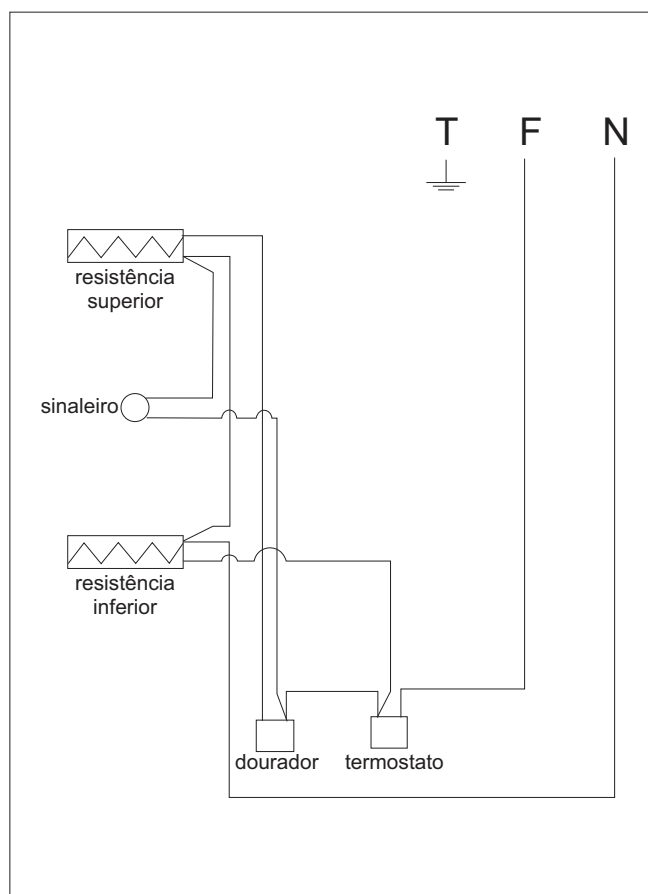 T F N
resistência
superior
sinaleiro
resistência
inferior
dourador termostato